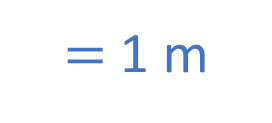 = 1 m